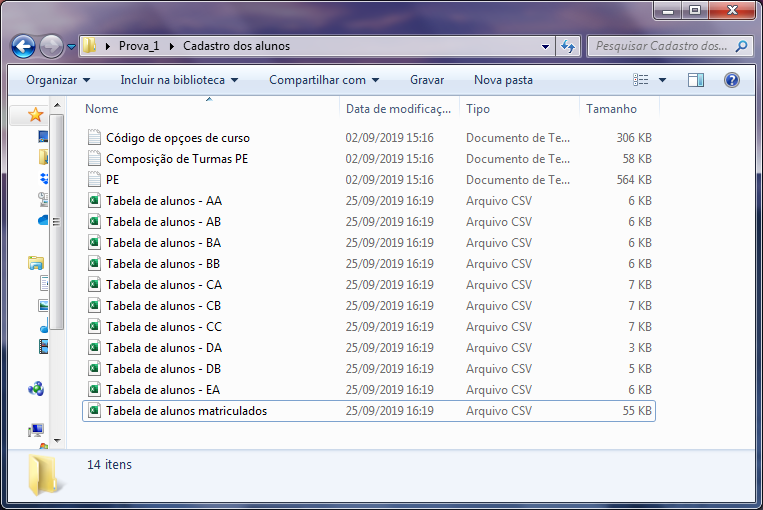 Prova_1 Cadastro dos alunos Pesquisar Cadastro dos...
Organizar Incluir na biblioteca Compartilhar com Gravar Nova pasta
Nome Data de modificaç... Tipo Tamanho
Código de opçoes de curso 02/09/2019 15:16 Documento de Te... 306 KB
Composição de Turmas PE 02/09/2019 15:16 Documento de Te... 58 KB
PE 02/09/2019 15:16 Documento de Te... 564 KB
Tabela de alunos - AA 25/09/2019 16:19 Arquivo CSV 6 KB
Tabela de alunos - AB 25/09/2019 16:19 Arquivo CSV 6 KB
Tabela de alunos - BA 25/09/2019 16:19 Arquivo CSV 6 KB
Tabela de alunos - BB 25/09/2019 16:19 Arquivo CSV 6 KB
Tabela de alunos - CA 25/09/2019 16:19 Arquivo CSV 7 KB
Tabela de alunos - CB 25/09/2019 16:19 Arquivo CSV 7 KB
Tabela de alunos - CC 25/09/2019 16:19 Arquivo CSV 7 KB
Tabela de alunos - DA 25/09/2019 16:19 Arquivo CSV 3 KB
Tabela de alunos - DB 25/09/2019 16:19 Arquivo CSV 5 KB
Tabela de alunos - EA 25/09/2019 16:19 Arquivo CSV 6 KB
Tabela de alunos matriculados 25/09/2019 16:19 Arquivo CSV 55 KB
14 itens